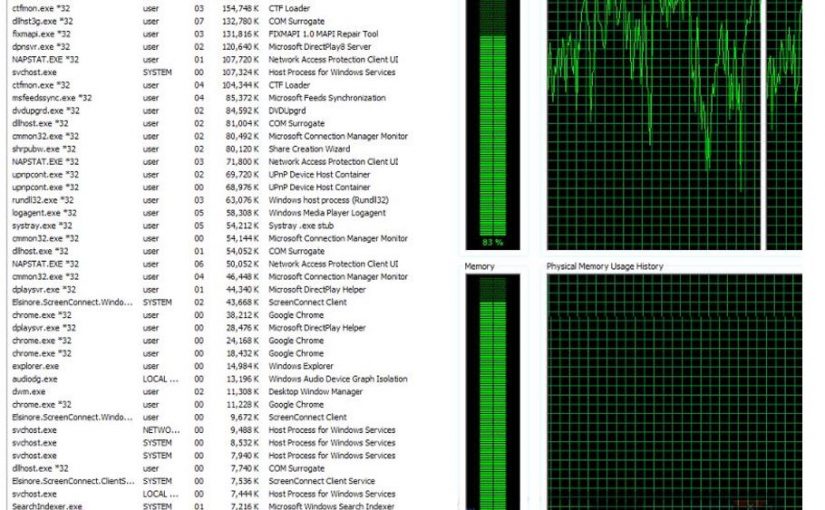 ctfmon.exe *32 user 03 154,748 K CTF Loader
dllhst3g.exe *32 user 07 132,780 K COM Surrogate
fixmapi.exe *32 user 03 131,816 K FIXMAPI 1.0 MAPI Repair Tool
dpnsvr.exe *32 user 02 120,640 K Microsoft DirectPlay8 Server
NAPSTAT.EXE *32 user 01 107,720 K Network Access Protection Client UI
svchost.exe SYSTEM 00 107,324 K Host Process for Windows Services
ctfmon.exe *32 user 04 104,344 K CTF Loader
msfeedssync.exe *32 user 04 85,372 K Microsoft Feeds Synchronization
dvdupgrd.exe *32 user 02 84,592 K DVDUpgrd
dllhost.exe *32 user 02 81,004 K COM Surrogate
cmmon32.exe *32 user 02 80,492 K Microsoft Connection Manager Monitor
shrpubw.exe *32 user 02 80,120 K Share Creation Wizard
NAPSTAT.EXE *32 user 03 71,800 K Network Access Protection Client UI
upnpcont.exe *32 user 02 69,720 K UPnP Device Host Container
upnpcont.exe *32 user 00 68,976 K UPnP Device Host Container
rundll32.exe *32 user 03 63,076 K Windows host process (Rundll32)
logagent.exe *32 user 05 58,308 K Windows Media Player Logagent
systray.exe *32 user 05 54,212 K Systray .exe stub
cmmon32.exe *32 user 00 54,144 K Microsoft Connection Manager Monitor
dllhost.exe *32 user 01 54,052 K COM Surrogate
NAPSTAT.EXE *32 user 06 50,052 K Network Access Protection Client UI
cmmon32.exe *32 user 04 46,448 K Microsoft Connection Manager Monitor
dplaysvr.exe *32 user 01 44,340 K Microsoft DirectPlay Helper
Elsinore.ScreenConnect.Windo... SYSTEM 02 43,668 K ScreenConnect Client
chrome.exe *32 user 00 38,212 K Google Chrome
dplaysvr.exe *32 user 00 28,476 K Microsoft DirectPlay Helper
chrome.exe *32 user 00 24,168 K Google Chrome
chrome.exe *32 user 00 18,432 K Google Chrome
explorer.exe user 00 14,984 K Windows Explorer
audiodg.exe LOCAL ... 00 13,196 K Windows Audio Device Graph Isolation
dwm.exe user 02 11,308 K Desktop Window Manager
chrome.exe *32 user 00 11,228 K Google Chrome
Elsinore.ScreenConnect.Windo... user 00 9,672 K ScreenConnect Client
svchost.exe NETWO... 00 9,488 K Host Process for Windows Services
svchost.exe SYSTEM 00 8,532 K Host Process for Windows Services
svchost.exe SYSTEM 00 7,940 K Host Process for Windows Services
dllhost.exe *32 user 00 7,740 K COM Surrogate
Elsinore.ScreenConnect.ClientS... SYSTEM 00 7,536 K ScreenConnect Client Service
svchost.exe LOCAL ... 00 7,444 K Host Process for Windows Services
SearchIndexer.exe SYSTEM 01 7,216 K Microsoft Windows Search Indexer
83 %
Memory
Physical Memory Usage History